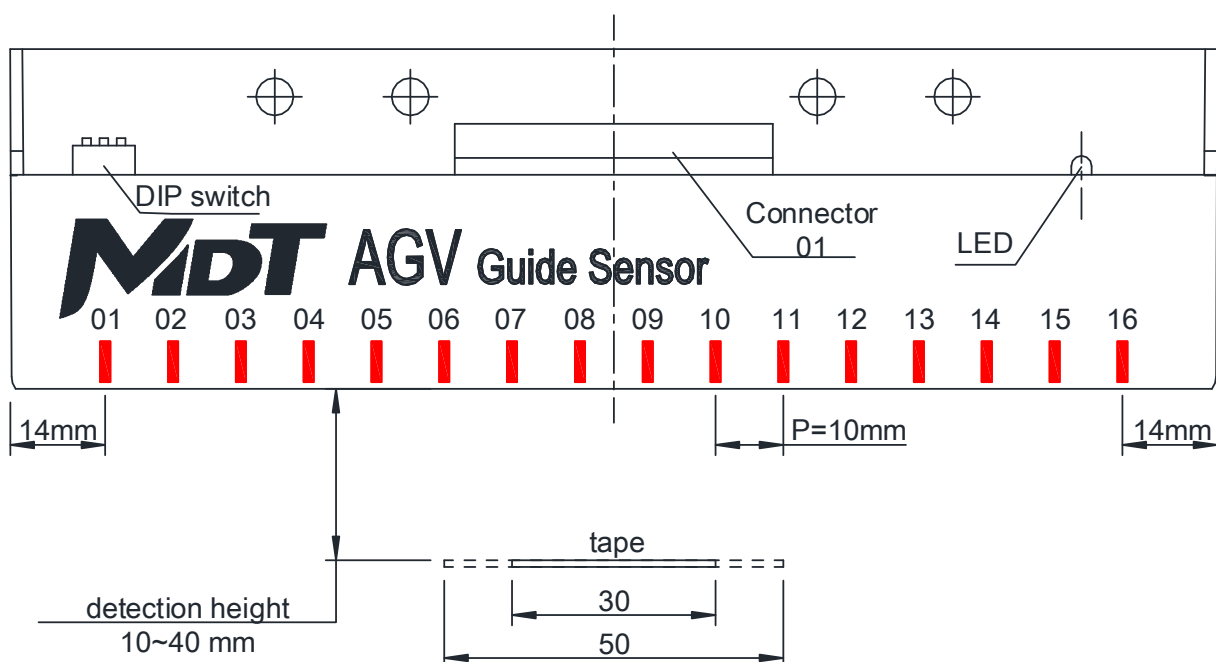 DIP switch
Connector
01
LED
MDT AGV Guide Sensor
01 02 03 04 05 06 07 08 09 10 11 12 13 14 15 16
14mm
P=10mm
14mm
tape
30
50
detection height
10~40 mm